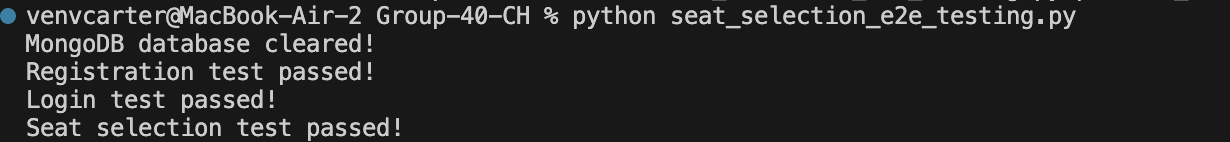 venvcarter@MacBook-Air-2 Group-40-CH % python seat_selection_e2e_testing.py
MongoDB database cleared!
Registration test passed!
Login test passed!
Seat selection test passed!